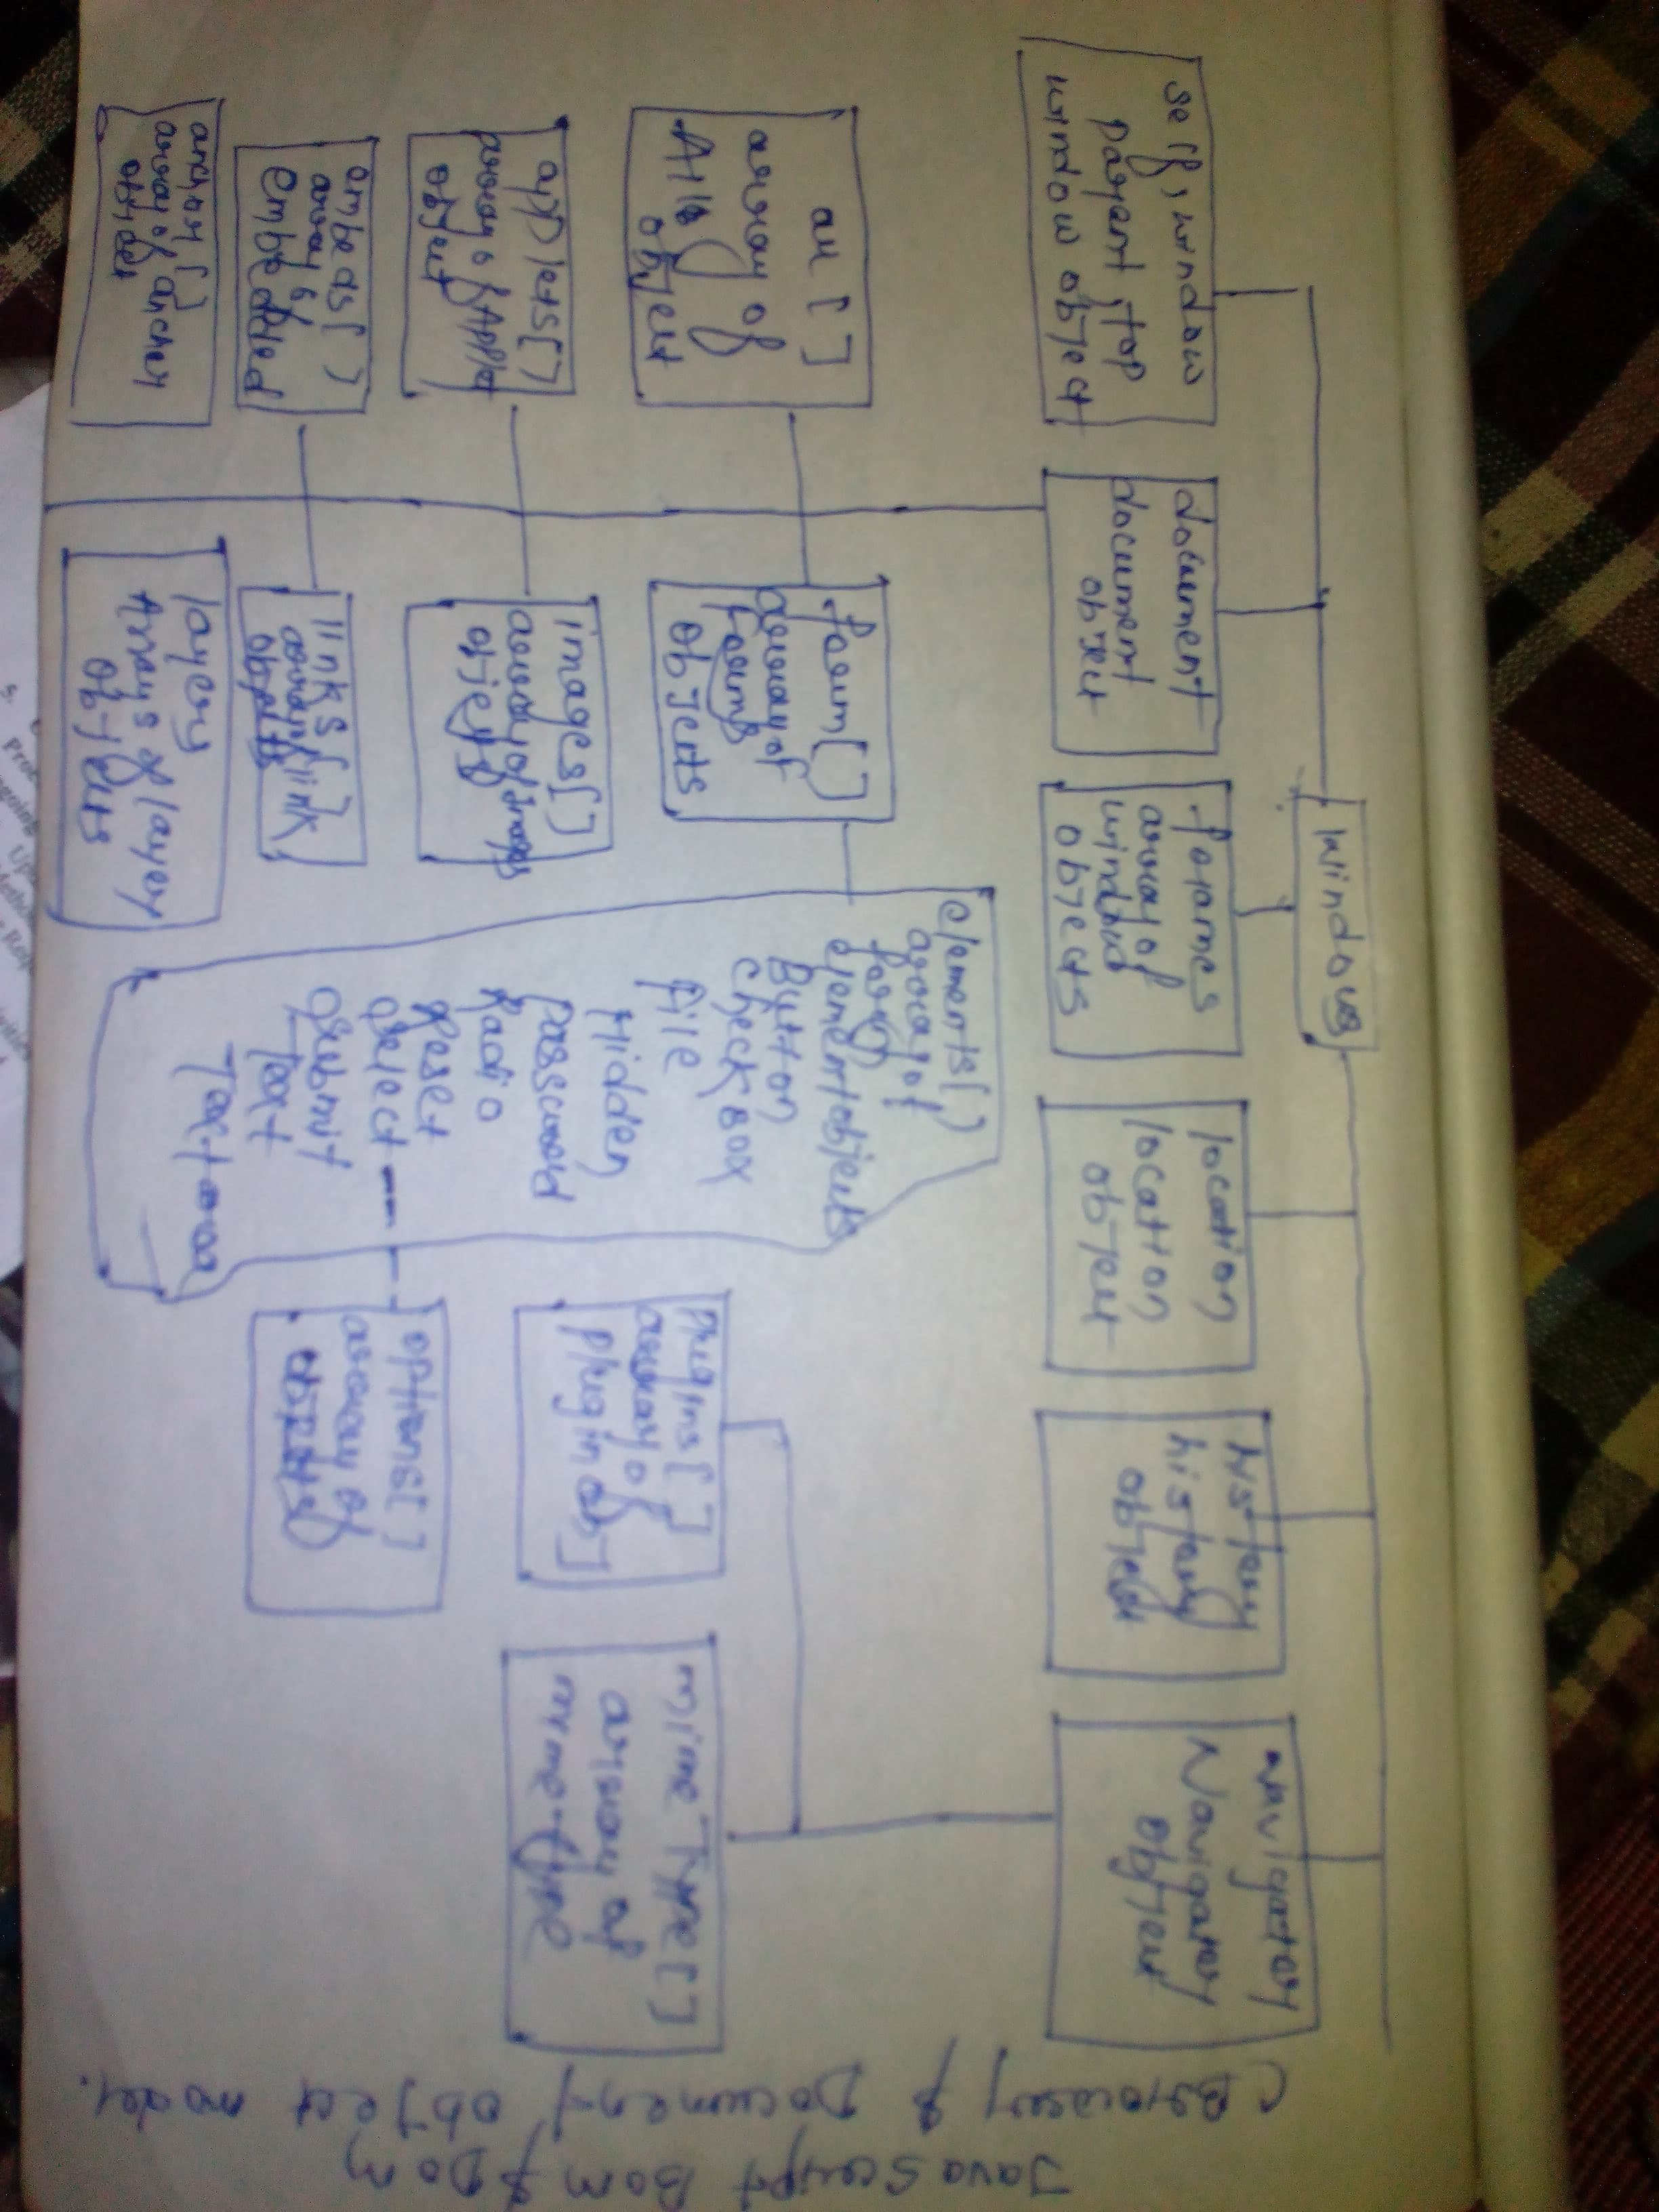 JavaScript Bom & Dom
(Browser & Document object model.
Windows
self, window
parent, top
window object
document
document
object
frames
array of
window
objects
location
location
object
history
history
object
navigator
Navigator
object
all [ ]
array of
Alls
object
form[ ]
array of
forms
objects
elements[ )
array of
form
element objects
Button
check BOX
file
Hidden
password
Radio
Reset
select
submit
Text
Textarea
plugins[ ]
array of
plugin obj
mime Type[ ]
array of
mime-type
applets[ ]
array of Applet
object
images[ ]
array of Images
objects
options[ ]
array of
objects
embeds[ )
array of
embedded
links [ ]
array of link
objects
anchor [ )
array of anchor
object
layers
Arrays of layer
objects
5.